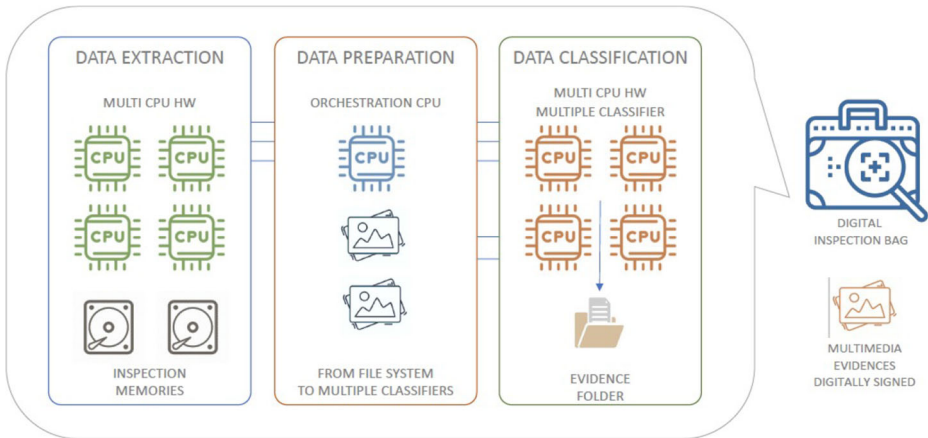 DATA EXTRACTION
MULTI CPU HW
CPU
CPU
CPU
CPU
INSPECTION
MEMORIES
DATA PREPARATION
ORCHESTRATION CPU
CPU
FROM FILE SYSTEM
TO MULTIPLE CLASSIFIERS
DATA CLASSIFICATION
MULTI CPU HW
MULTIPLE CLASSIFIER
CPU
CPU
CPU
CPU
EVIDENCE
FOLDER
DIGITAL
INSPECTION BAG
MULTIMEDIA
EVIDENCES
DIGITALLY SIGNED